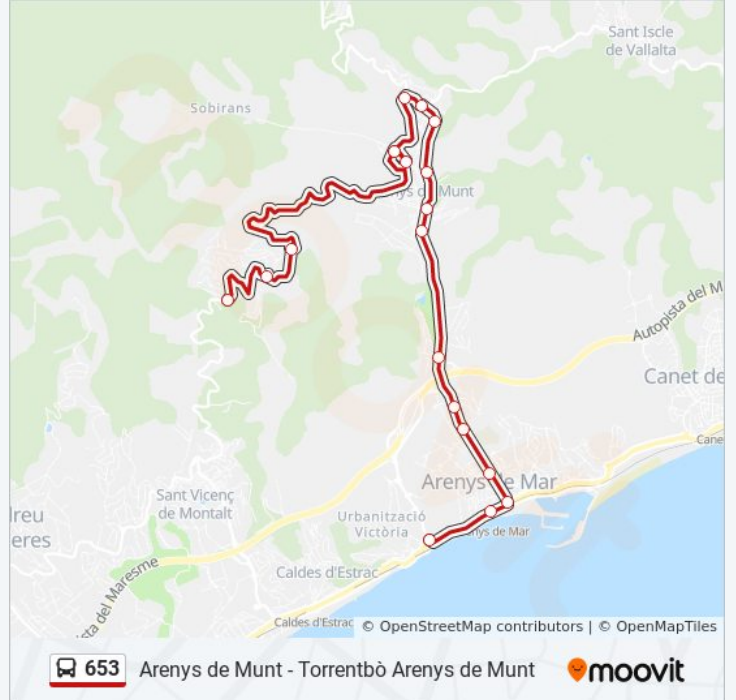 Sant Iscle
de Vallalta
Sobirans
ys d Munt
Autopista del M
Canet de
Cane
Arenys de Mar
Sant Vicenç
de Montalt
lreu
eres
Urbanització
Victòria
nys de Mar
Caldes d'Estrac
ista del Maresme
Caldes d'Estrac
© OpenStreetMap contributors | © OpenMapTiles
653 Arenys de Munt - Torrentbò Arenys de Munt
moovit